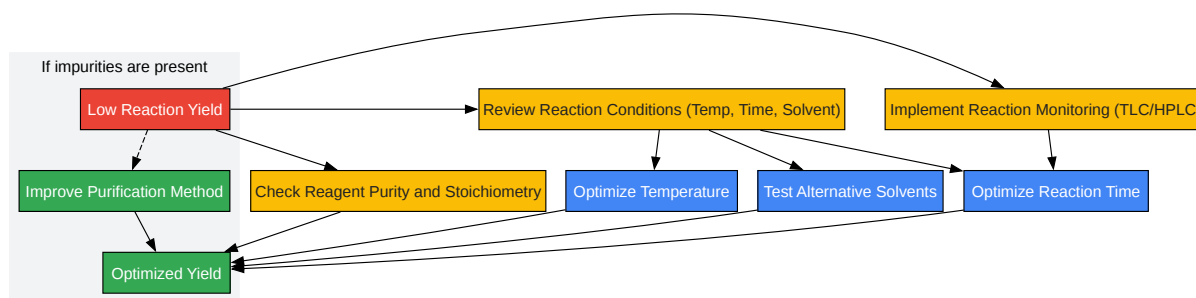 If impurities are present
Low Reaction Yield
Review Reaction Conditions (Temp, Time, Solvent)
Implement Reaction Monitoring (TLC/HPLC
Improve Purification Method
Check Reagent Purity and Stoichiometry
Optimize Temperature
Test Alternative Solvents
Optimize Reaction Time
Optimized Yield